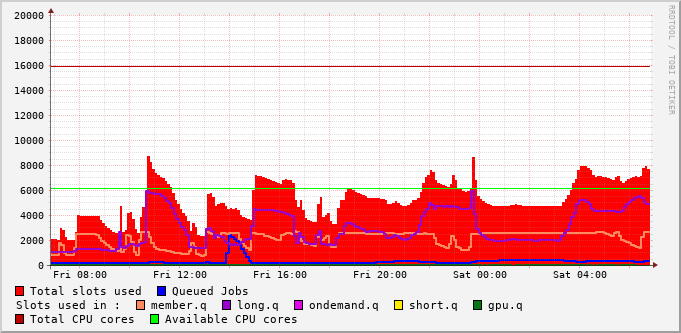 RRDTOOL / TOBI OETIKER
20000
18000
16000
14000
12000
10000
8000
6000
4000
2000
0
Fri 08:00 Fri 12:00 Fri 16:00 Fri 20:00 Sat 00:00 Sat 04:00
Total slots used Queued Jobs
Slots used in : member.q long.q ondemand.q short.q gpu.q
Total CPU cores Available CPU cores